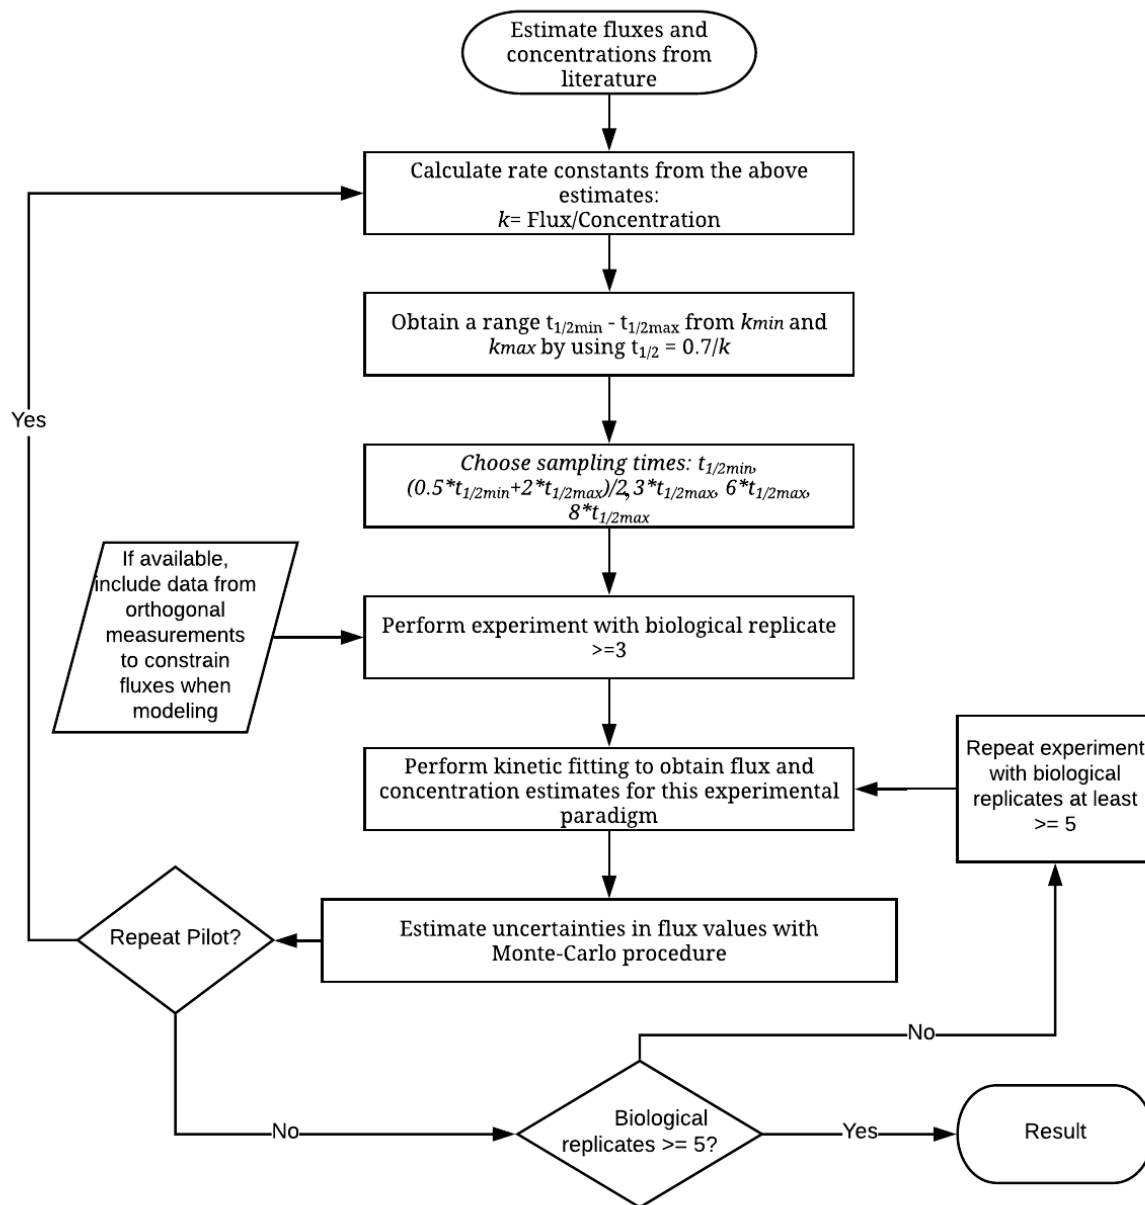 Estimate fluxes and
concentrations from
literature
Calculate rate constants from the above
estimates:
k= Flux/Concentration
Obtain a range t1/2min - t1/2max from kmin and
kmax by using t1/2 = 0.7/k
Yes
Choose sampling times: t1/2min,
(0.5*t1/2min+2*t1/2max)/2,3*t1/2max, 6*t1/2max,
8*t1/2max
If available,
include data from
orthogonal
measurements
to constrain
fluxes when
modeling
Perform experiment with biological replicate
>=3
Perform kinetic fitting to obtain flux and
concentration estimates for this experimental
paradigm
Repeat experiment
with biological
replicates at least
>= 5
Estimate uncertainties in flux values with
Monte-Carlo procedure
Repeat Pilot?
No
No
Biological
replicates >= 5?
Yes
Result